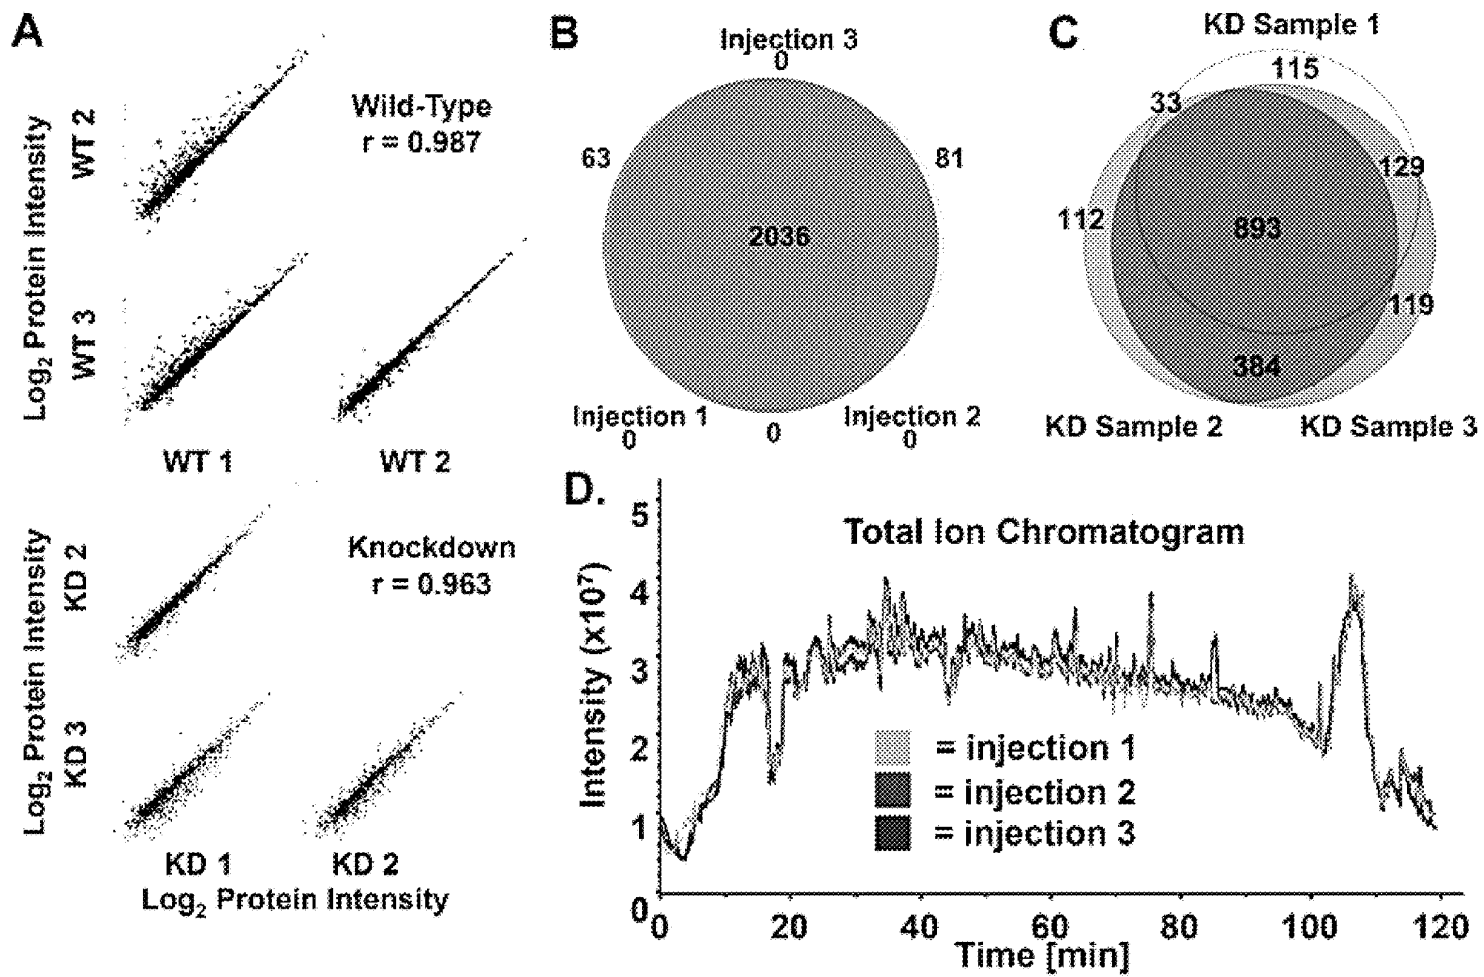 A
Log₂ Protein Intensity
WT 2
WT 3
Wild-Type
r = 0.987
WT 1
WT 2
Log₂ Protein Intensity
KD 2
KD 3
Knockdown
r = 0.963
KD 1
KD 2
Log₂ Protein Intensity
B
Injection 3
0
63
81
2036
Injection 1
0
0
Injection 2
0
C
KD Sample 1
115
33
129
112
893
119
384
KD Sample 2
KD Sample 3
D.
Total Ion Chromatogram
Intensity (x10⁷)
5
4
3
2
1
0
= injection 1
= injection 2
= injection 3
0
20
40
60
80
100
120
Time [min]